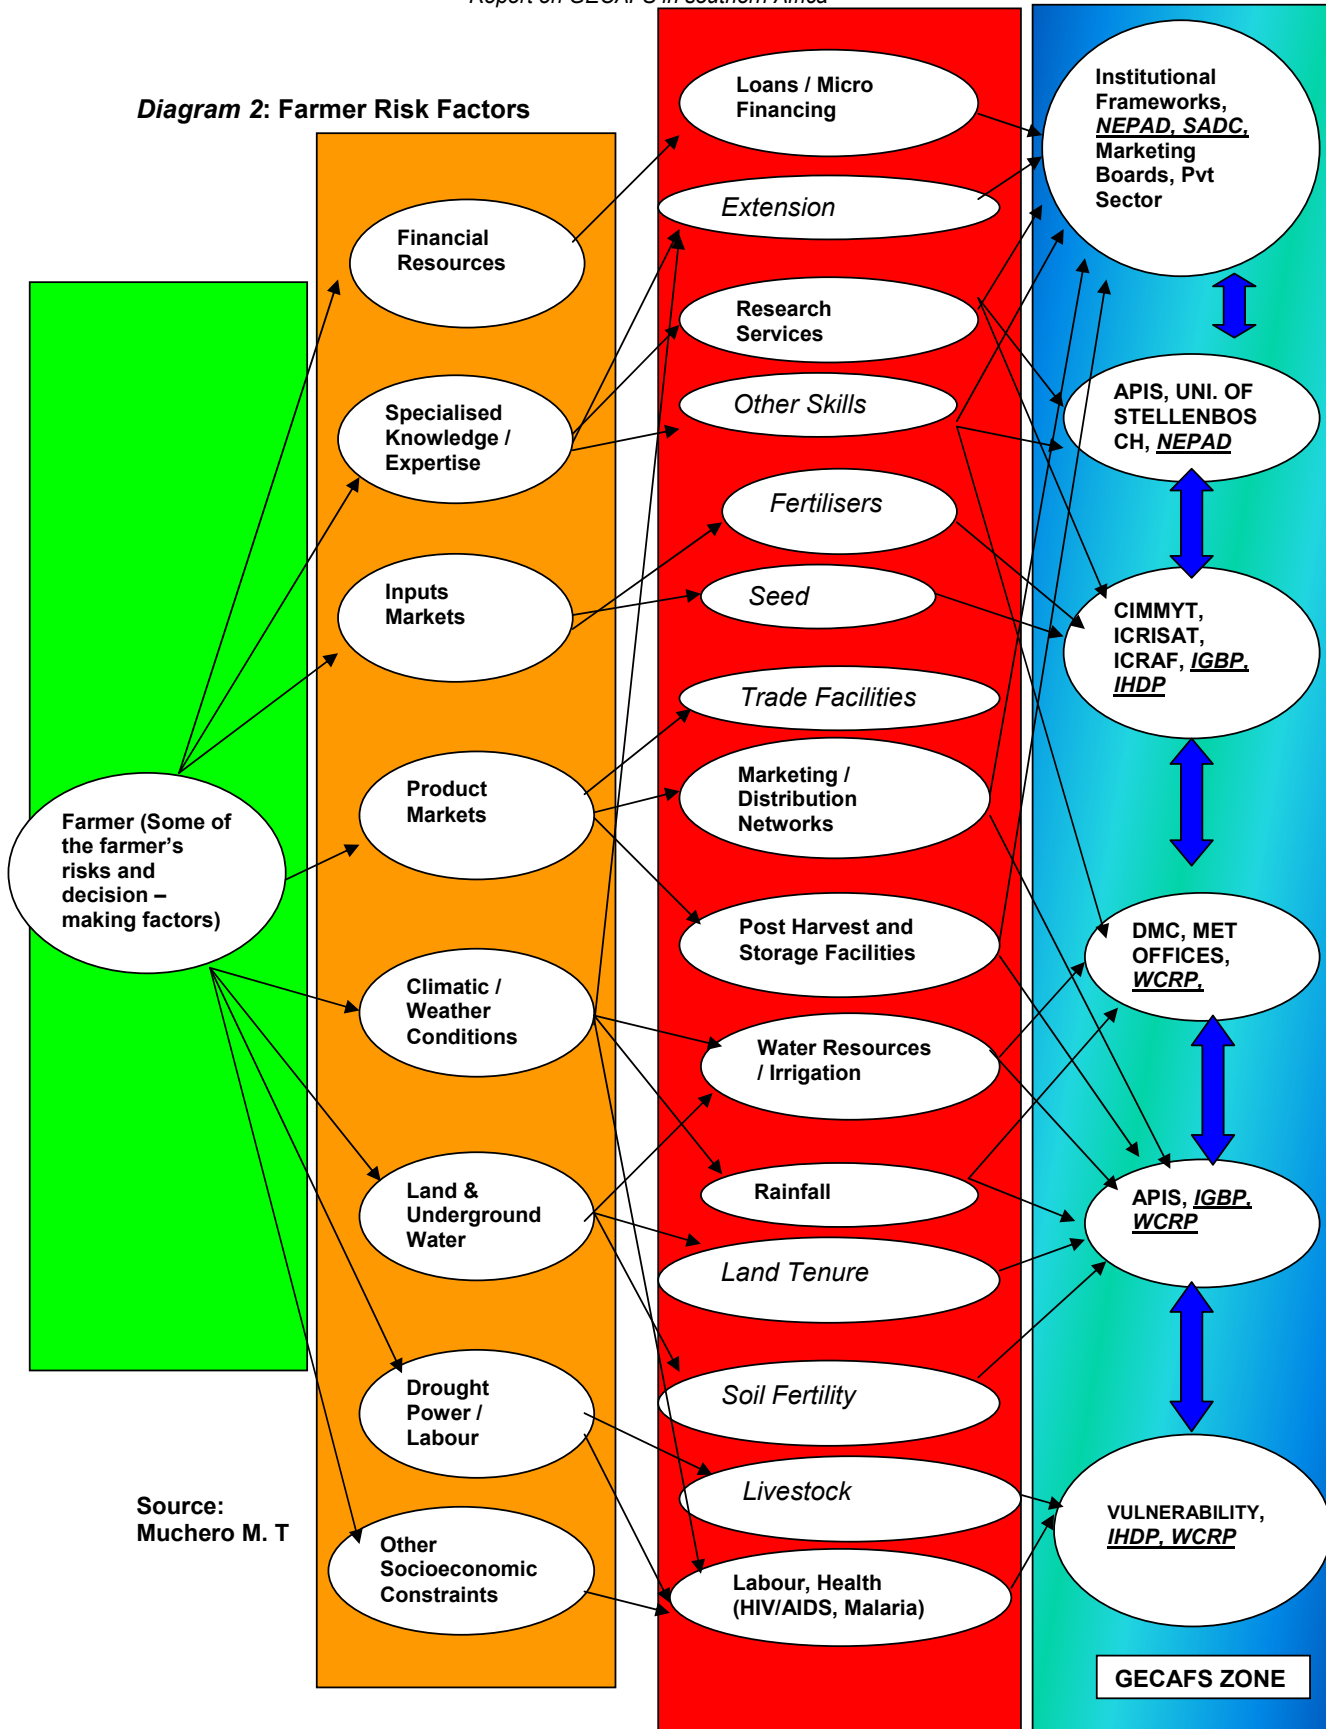 Report on GECAFS in southern Africa
Diagram 2: Farmer Risk Factors
Farmer (Some of
the farmer’s
risks and
decision –
making factors)
Source:
Muchero M. T
Financial
Resources
Specialised
Knowledge /
Expertise
Inputs
Markets
Product
Markets
Climatic /
Weather
Conditions
Land &
Underground
Water
Drought
Power /
Labour
Other
Socioeconomic
Constraints
Loans / Micro
Financing
Extension
Research
Services
Other Skills
Fertilisers
Seed
Trade Facilities
Marketing /
Distribution
Networks
Post Harvest and
Storage Facilities
Water Resources
/ Irrigation
Rainfall
Land Tenure
Soil Fertility
Livestock
Labour, Health
(HIV/AIDS, Malaria)
Institutional
Frameworks,
NEPAD, SADC,
Marketing
Boards, Pvt
Sector
APIS, UNI. OF
STELLENBOS
CH, NEPAD
CIMMYT,
ICRISAT,
ICRAF, IGBP,
IHDP
DMC, MET
OFFICES,
WCRP,
APIS, IGBP,
WCRP
VULNERABILITY,
IHDP, WCRP
GECAFS ZONE